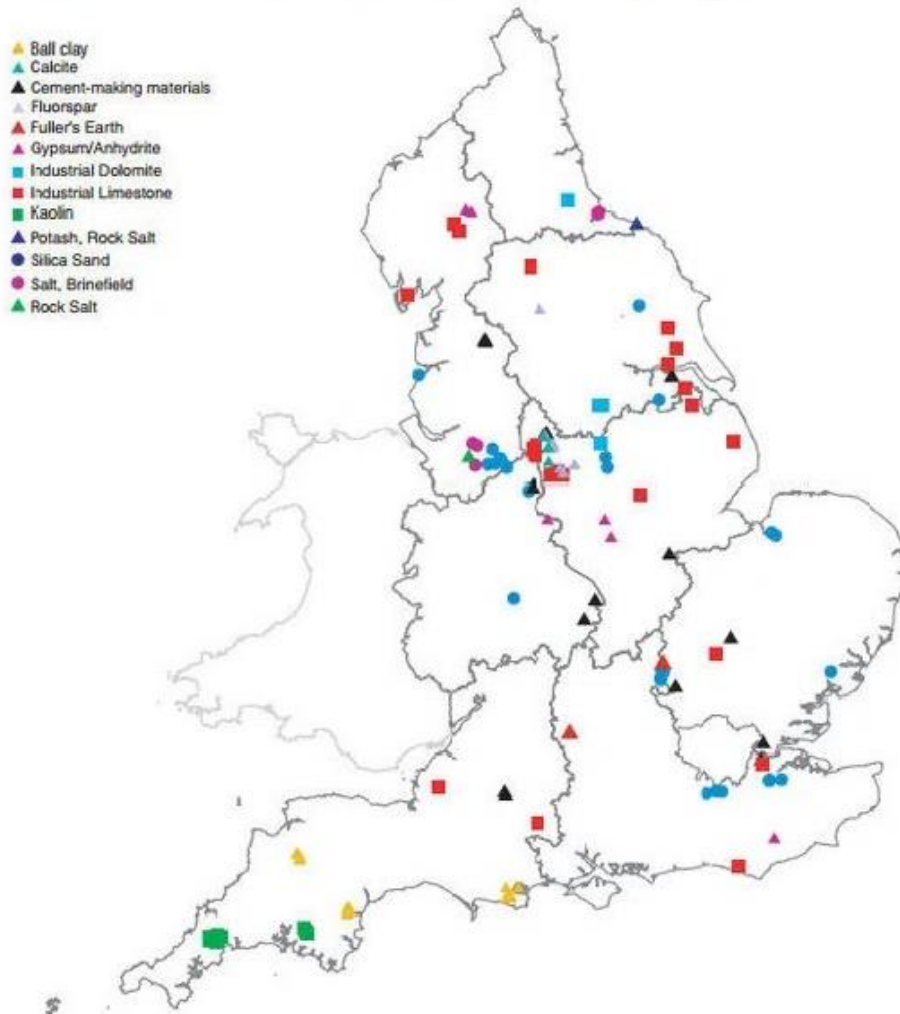 Ball clay
Calcite
Cement-making materials
Fluorspar
Fuller's Earth
Gypsum/Anhydrite
Industrial Dolomite
Industrial Limestone
Kaolin
Potash, Rock Salt
Silica Sand
Salt, Brinefield
Rock Salt